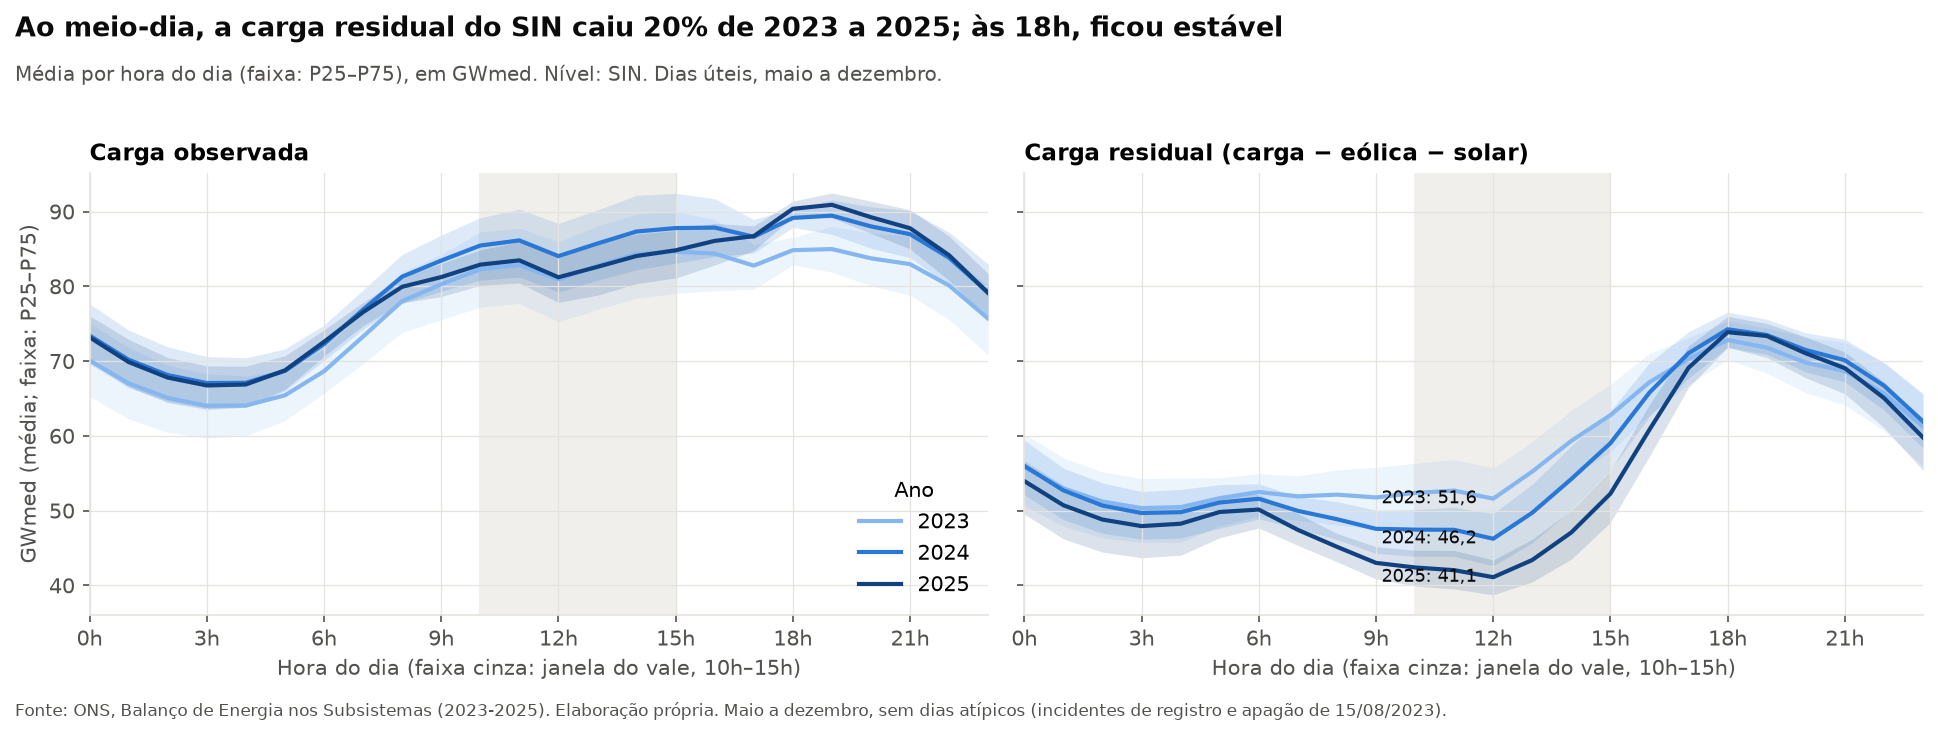 Ao meio-dia, a carga residual do SIN caiu 20% de 2023 a 2025; às 18h, ficou estável
Média por hora do dia (faixa: P25–P75), em GWmed. Nível: SIN. Dias úteis, maio a dezembro.
Carga observada
GWmed (média; faixa: P25–P75)
90
80
70
60
50
40
0h
3h
6h
9h
12h
15h
18h
21h
Hora do dia (faixa cinza: janela do vale, 10h–15h)
Ano
2023
2024
2025
Carga residual (carga − eólica − solar)
2023: 51,6
2024: 46,2
2025: 41,1
0h
3h
6h
9h
12h
15h
18h
21h
Hora do dia (faixa cinza: janela do vale, 10h–15h)
Fonte: ONS, Balanço de Energia nos Subsistemas (2023-2025). Elaboração própria. Maio a dezembro, sem dias atípicos (incidentes de registro e apagão de 15/08/2023).